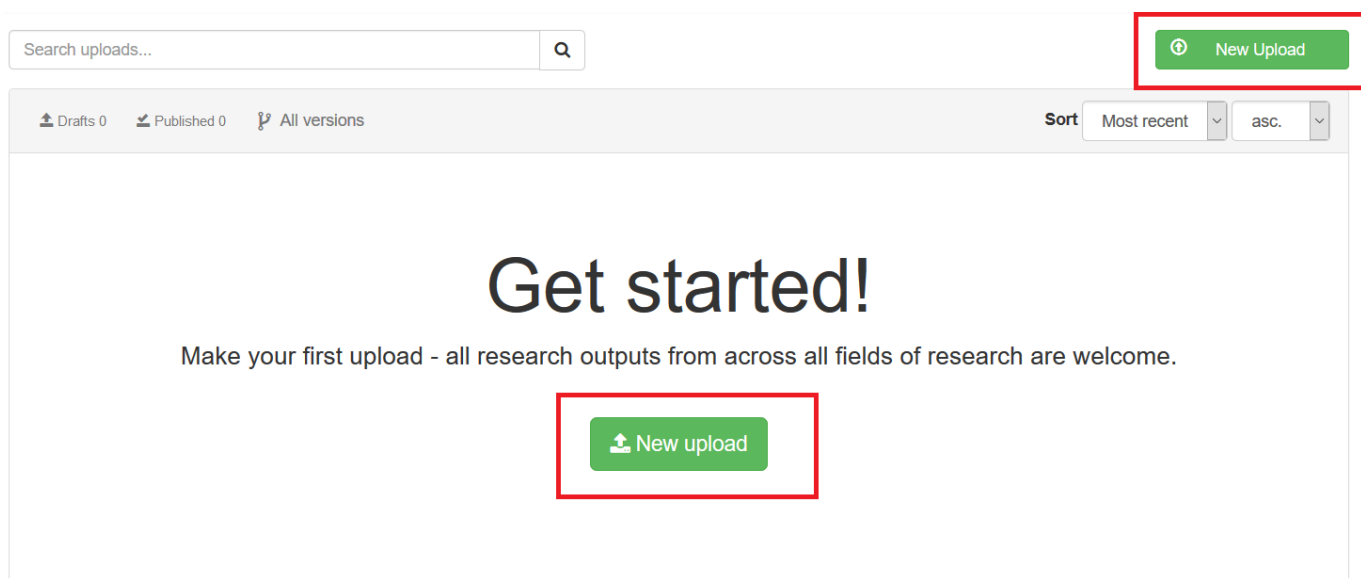 Search uploads...
New Upload
Drafts 0 Published 0 All versions Sort Most recent asc.
Get started!
Make your first upload - all research outputs from across all fields of research are welcome.
New upload